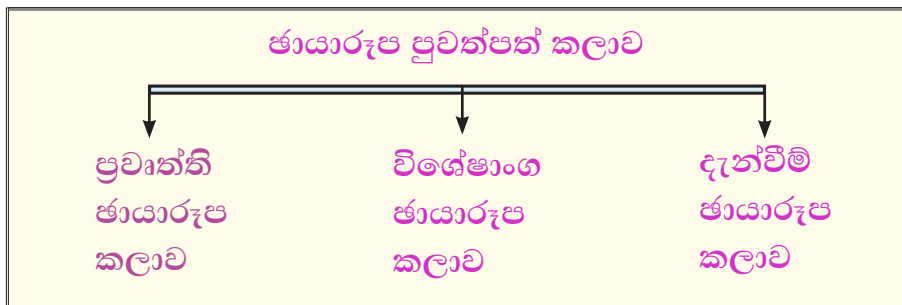 ඡායාරූප පුවත්පත් කලාව
ප්‍රවෘත්ති
ඡායාරූප
කලාව
විශේෂාංග
ඡායාරූප
කලාව
දැන්වීම්
ඡායාරූප
කලාව